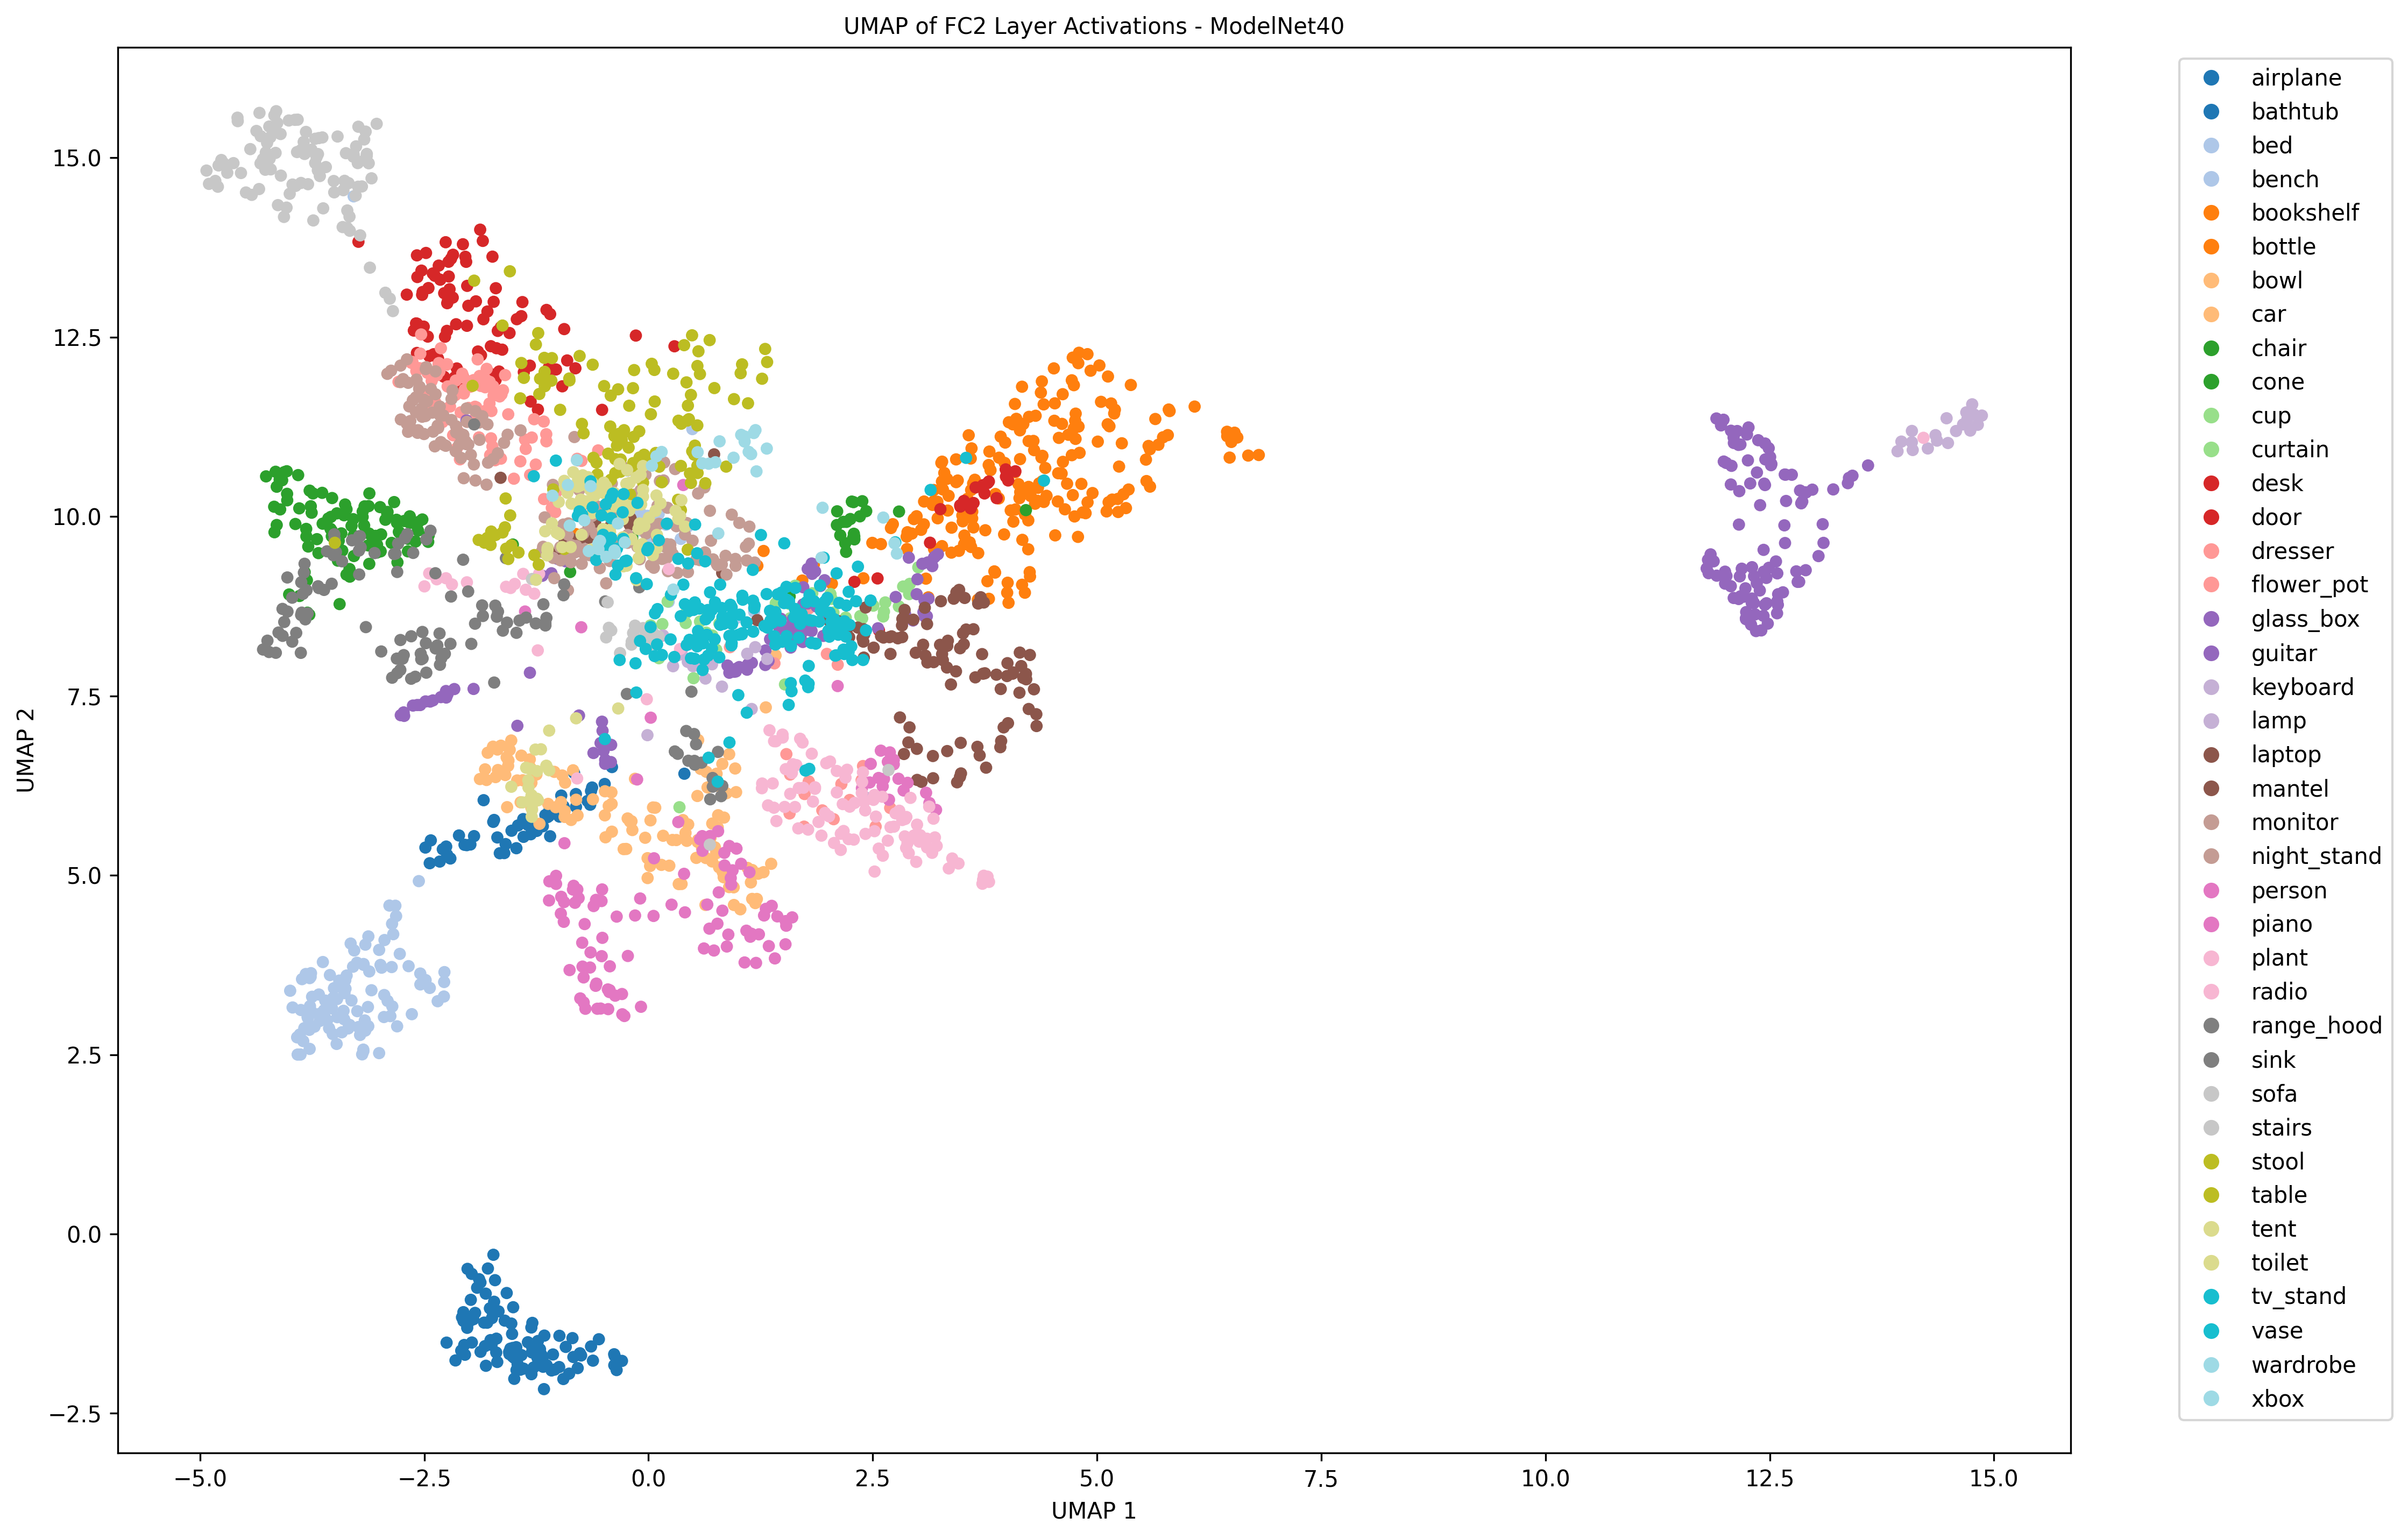 UMAP of FC2 Layer Activations - ModelNet40
15.0
12.5
10.0
7.5
5.0
2.5
0.0
−2.5
UMAP 2
−5.0
−2.5
0.0
2.5
5.0
7.5
10.0
12.5
15.0
UMAP 1
airplane
bathtub
bed
bench
bookshelf
bottle
bowl
car
chair
cone
cup
curtain
desk
door
dresser
flower_pot
glass_box
guitar
keyboard
lamp
laptop
mantel
monitor
night_stand
person
piano
plant
radio
range_hood
sink
sofa
stairs
stool
table
tent
toilet
tv_stand
vase
wardrobe
xbox